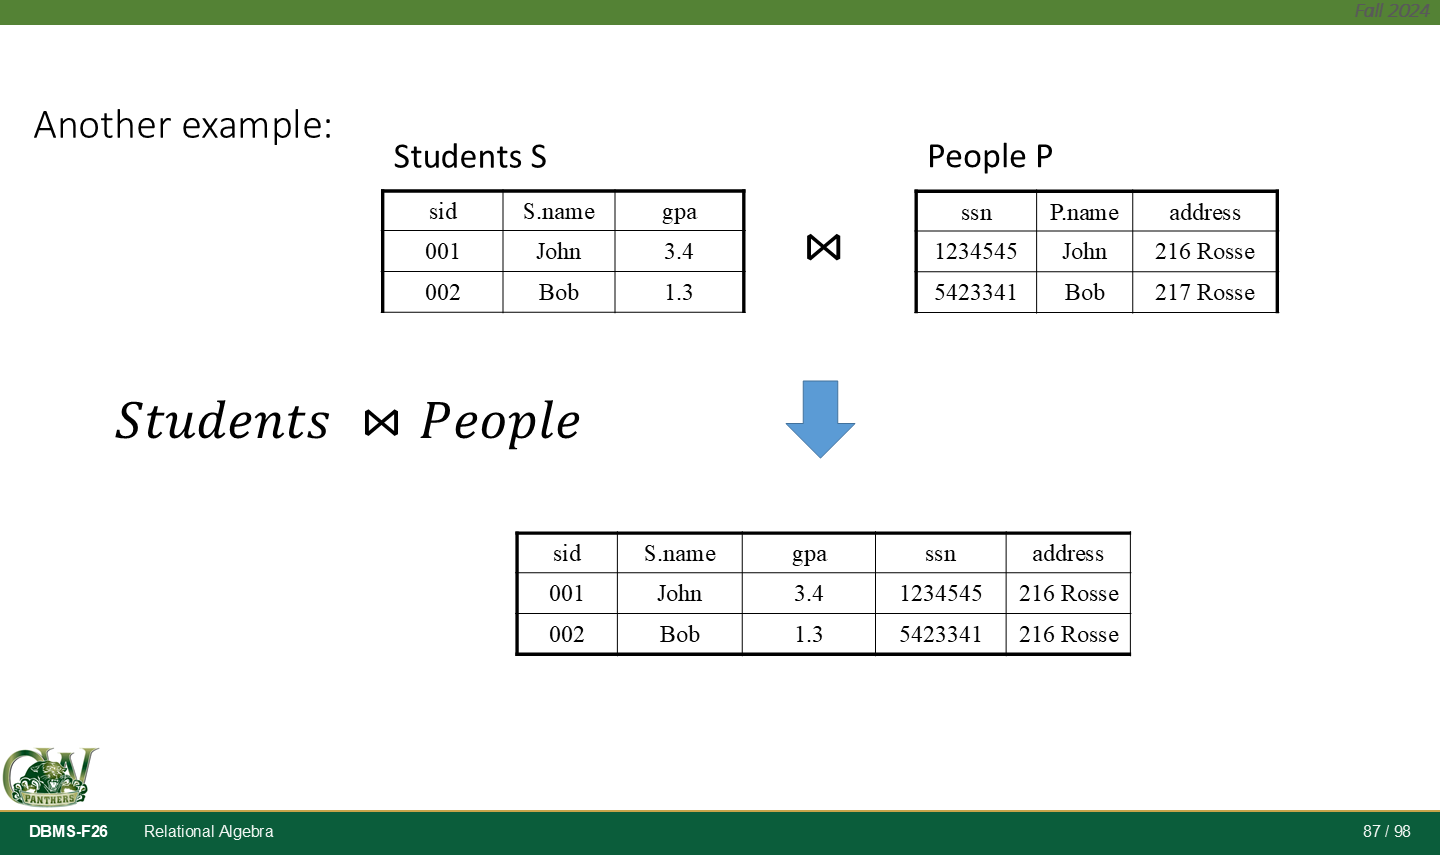 Fall 2024
Another example:
Students S
People P
sid S.name gpa
001 John 3.4
002 Bob 1.3
⋈
ssn P.name address
1234545 John 216 Rosse
5423341 Bob 217 Rosse
Students ⋈ People
sid S.name gpa ssn address
001 John 3.4 1234545 216 Rosse
002 Bob 1.3 5423341 216 Rosse
OW
PANTHERS
DBMS-F26 Relational Algebra 87 / 98